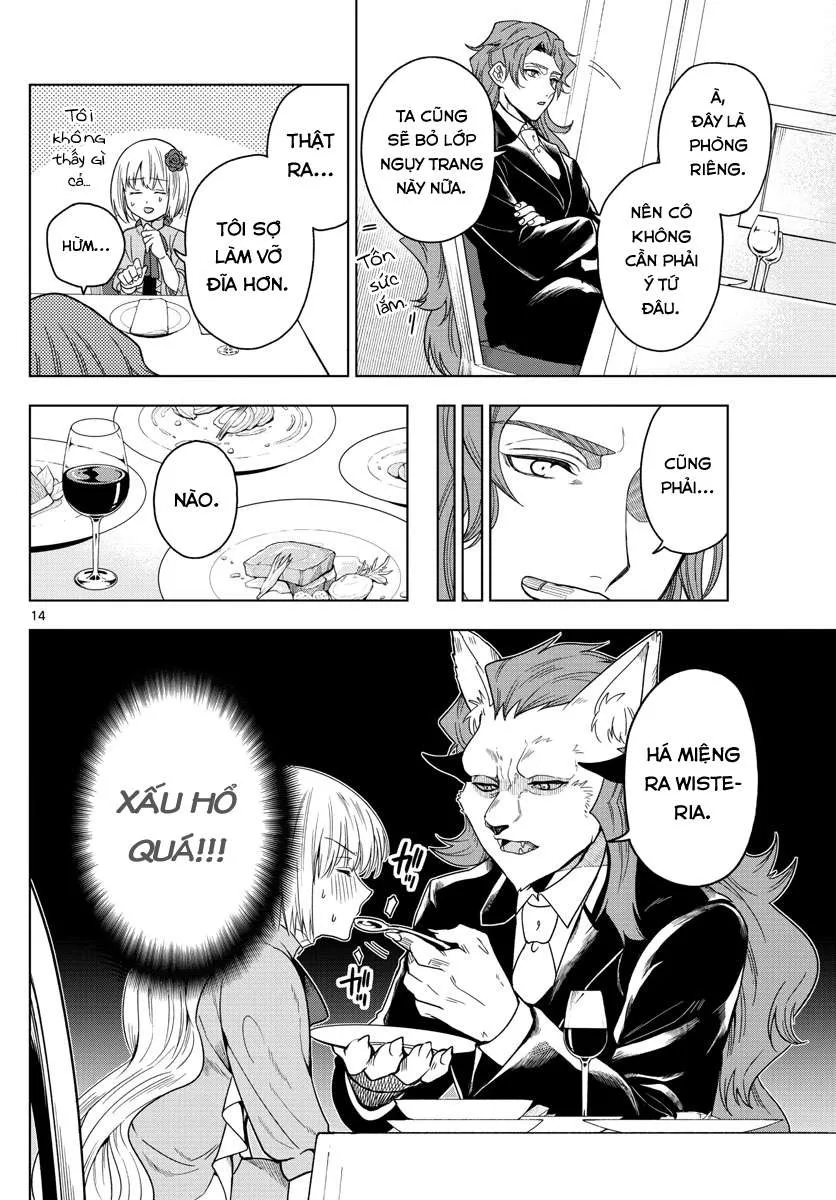 À,
ĐÂY LÀ
PHÒNG
RIÊNG.
NÊN CÔ
KHÔNG
CẦN PHẢI
Ý TỨ
ĐÂU.
TA CŨNG
SẼ BỎ LỚP
NGỤY TRANG
NÀY NỮA.
Tốn
sức
lắm.
THẬT
RA...
TÔI SỢ
LÀM VỠ
ĐĨA HƠN.
Tôi
không
thấy gì
cả...
HỪM...
CŨNG
PHẢI...
NÀO.
14
HÁ MIỆNG
RA WISTE-
RIA.
XẤU HỔ
QUÁ!!!